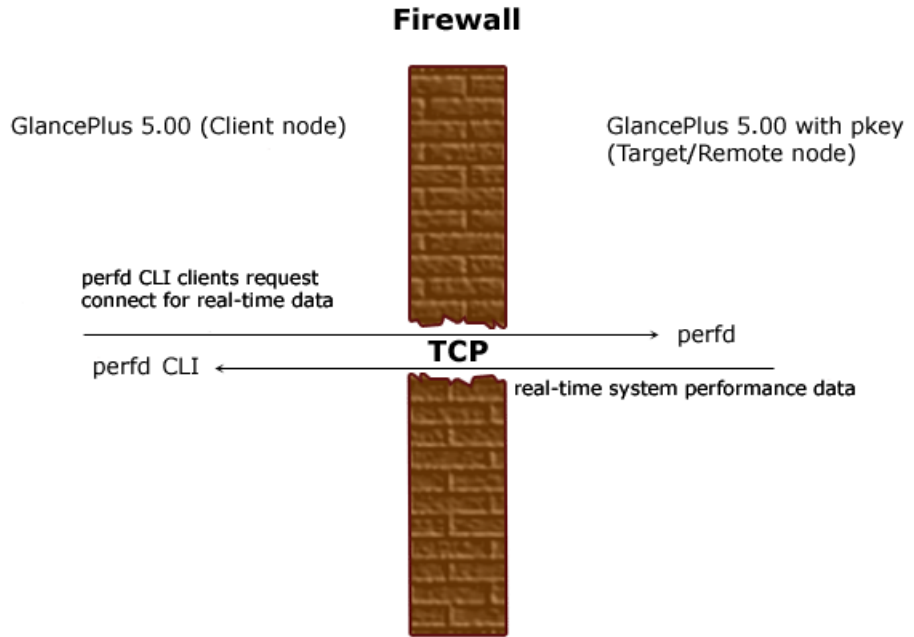 Firewall
GlancePlus 5.00 (Client node)
GlancePlus 5.00 with pkey
(Target/Remote node)
perfd CLI clients request
connect for real-time data
perfd
TCP
perfd CLI
real-time system performance data